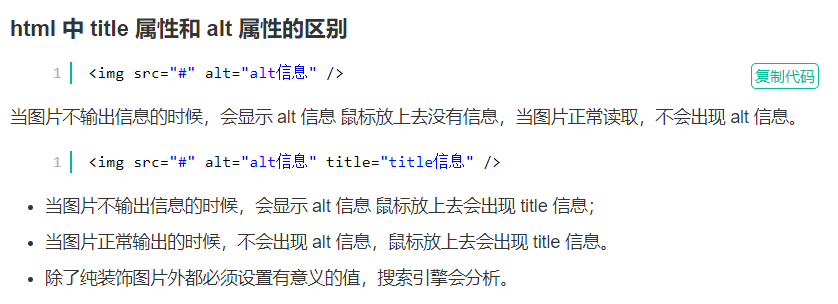 html 中 title 属性和 alt 属性的区别
1 <img src="#" alt="alt信息" />
复制代码
当图片不输出信息的时候，会显示 alt 信息 鼠标放上去没有信息，当图片正常读取，不会出现 alt 信息。
1 <img src="#" alt="alt信息" title="title信息" />
• 当图片不输出信息的时候，会显示 alt 信息 鼠标放上去会出现 title 信息；
• 当图片正常输出的时候，不会出现 alt 信息，鼠标放上去会出现 title 信息。
• 除了纯装饰图片外都必须设置有意义的值，搜索引擎会分析。